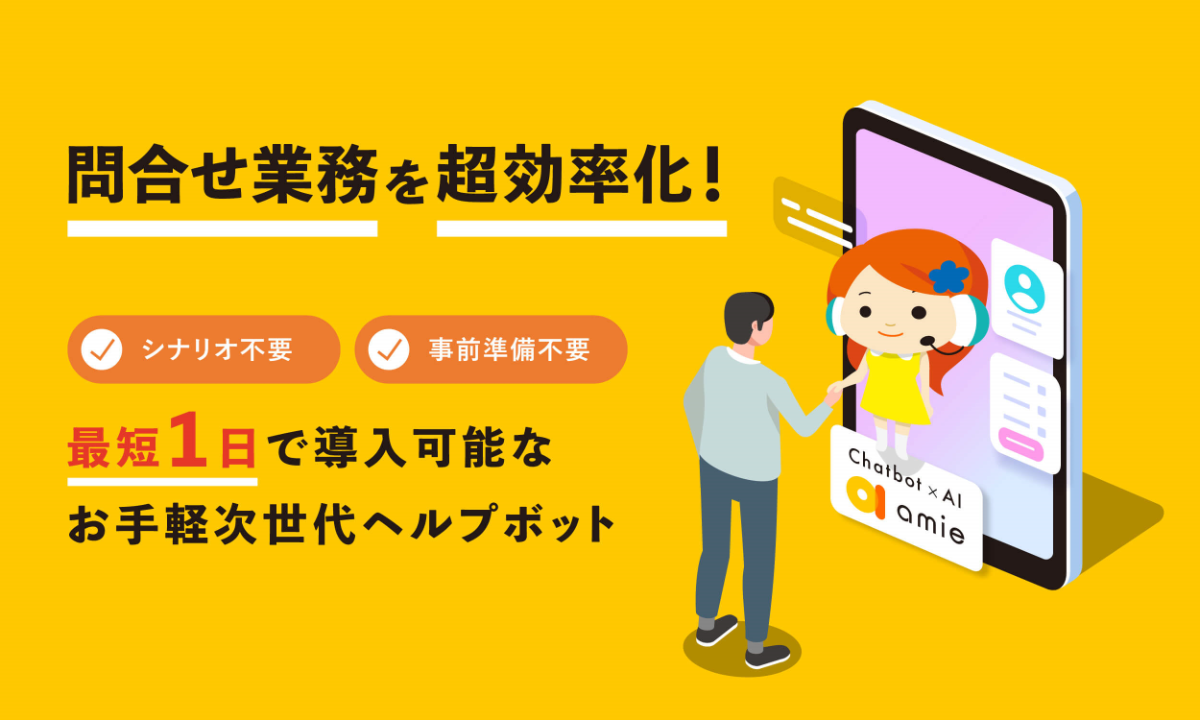 問合せ業務を超効率化!
シナリオ不要 事前準備不要
最短1日で導入可能な
お手軽次世代ヘルプボット
Chatbot × AI
amie